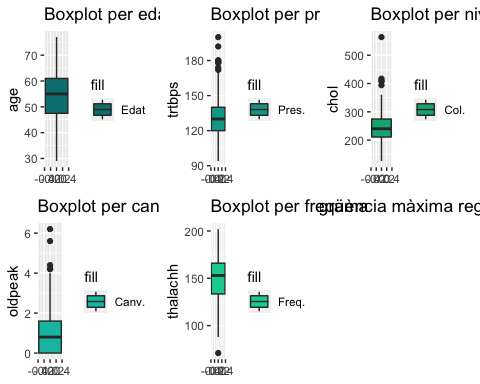 Boxplot per eda
Boxplot per pr
Boxplot per niv
age
70
60
50
40
30
fill
Edat
trtbps
180
150
120
90
fill
Pres.
chol
500
400
300
200
fill
Col.
Boxplot per can
Boxplot per freqüència màxima reg
oldpeak
6
4
2
0
fill
Canv.
thalachh
200
150
100
fill
Freq.